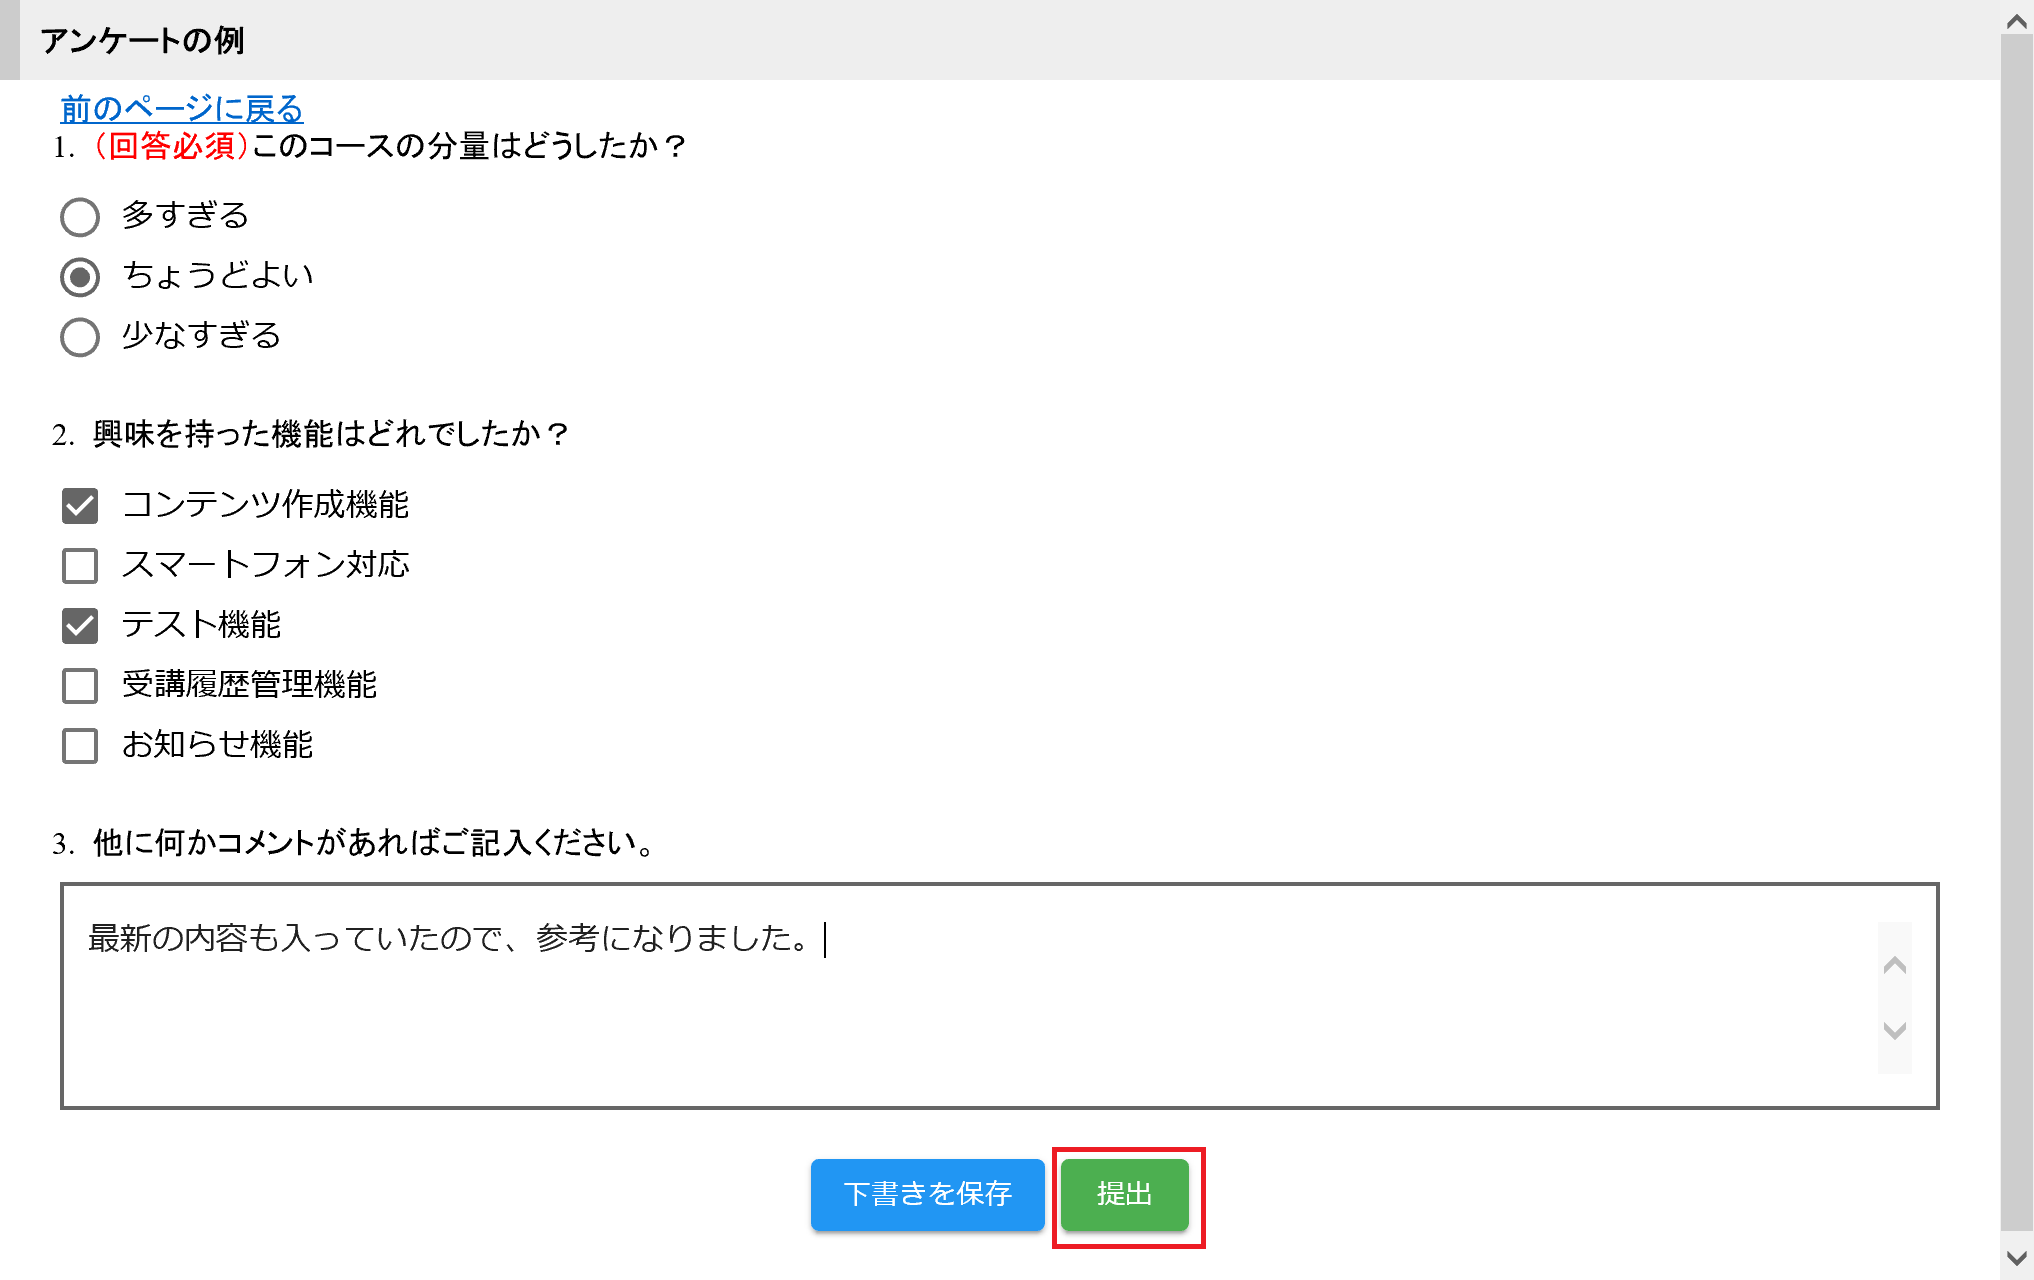 アンケートの例
前のページに戻る
1. （回答必須）このコースの分量はどうしたか？
多すぎる
ちょうどよい
少なすぎる
2. 興味を持った機能はどれでしたか？
コンテンツ作成機能
スマートフォン対応
テスト機能
受講履歴管理機能
お知らせ機能
3. 他に何かコメントがあればご記入ください。
最新の内容も入っていたので、参考になりました。
下書きを保存 提出